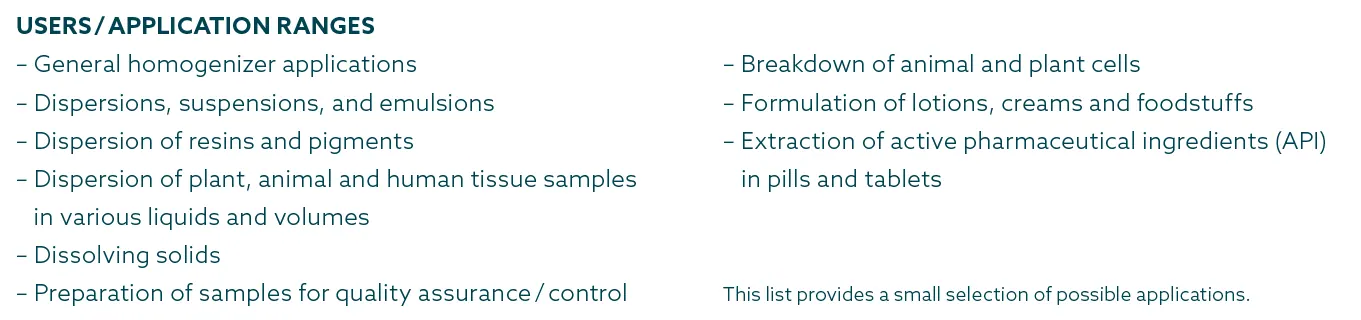 USERS / APPLICATION RANGES
– General homogenizer applications
– Dispersions, suspensions, and emulsions
– Dispersion of resins and pigments
– Dispersion of plant, animal and human tissue samples
in various liquids and volumes
– Dissolving solids
– Preparation of samples for quality assurance / control
– Breakdown of animal and plant cells
– Formulation of lotions, creams and foodstuffs
– Extraction of active pharmaceutical ingredients (API)
in pills and tablets
This list provides a small selection of possible applications.